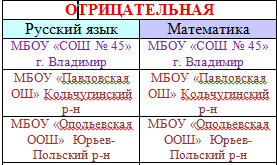 ОТРИЦАТЕЛЬНАЯ
Русский язык Математика
МБОУ «СОШ № 45» МБОУ «СОШ № 45»
г. Владимир г. Владимир
МБОУ «Павловская МБОУ «Павловская
ОШ» Кольчугинский ОШ» Кольчугинский
р-н р-н
МБОУ «Опольевская МБОУ «Опольевская
ООШ» Юрьев- ООШ» Юрьев-
Польский р-н Польский р-н